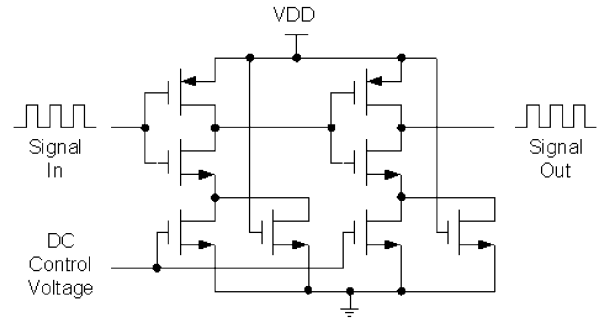 VDD
Signal
In
Signal
Out
DC
Control
Voltage